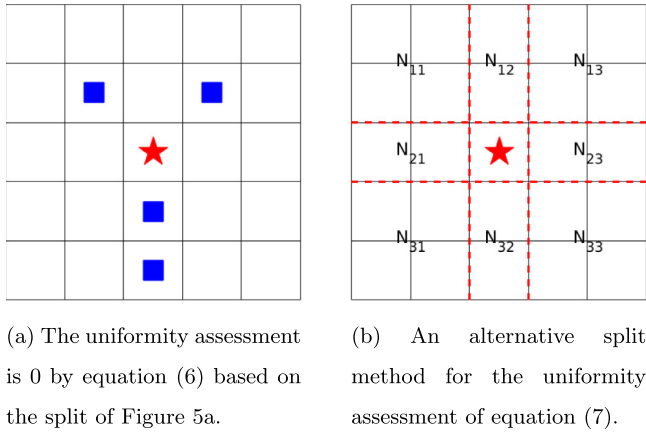 N11 N12 N13
N21 N23
N31 N32 N33
(a) The uniformity assessment
is 0 by equation (6) based on
the split of Figure 5a.
(b) An alternative split
method for the uniformity
assessment of equation (7).